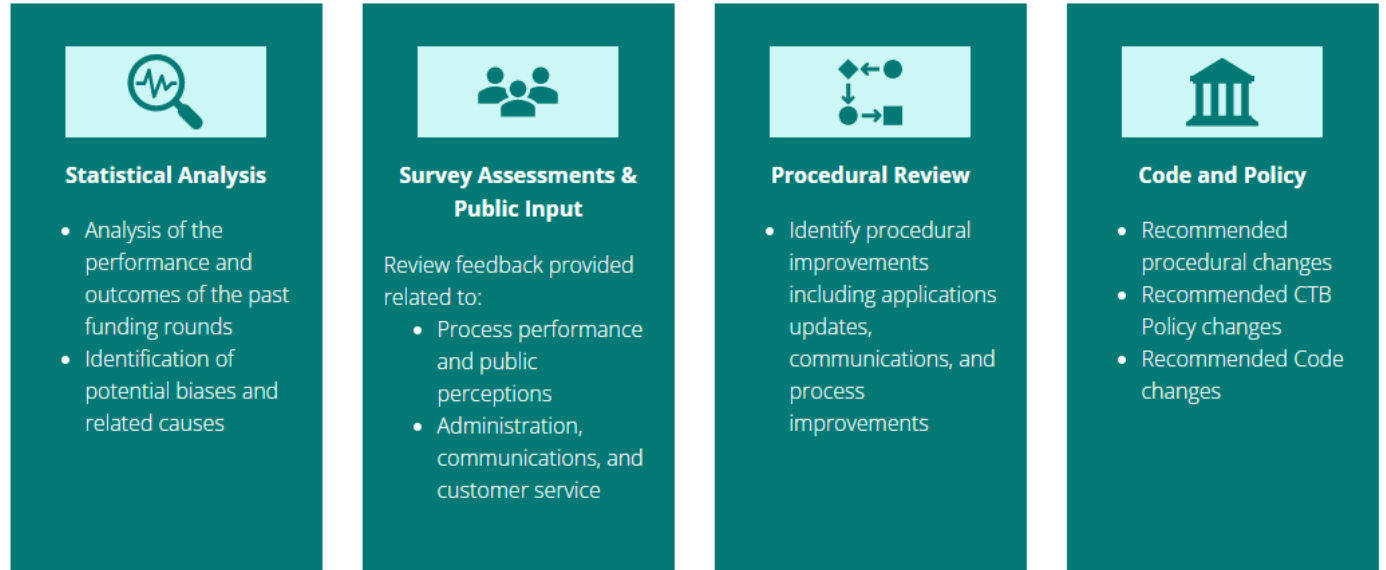 Statistical Analysis
• Analysis of the
performance and
outcomes of the past
funding rounds
• Identification of
potential biases and
related causes
Survey Assessments &
Public Input
Review feedback provided
related to:
• Process performance
and public
perceptions
• Administration,
communications, and
customer service
Procedural Review
• Identify procedural
improvements
including applications
updates,
communications, and
process
improvements
Code and Policy
• Recommended
procedural changes
• Recommended CTB
Policy changes
• Recommended Code
changes